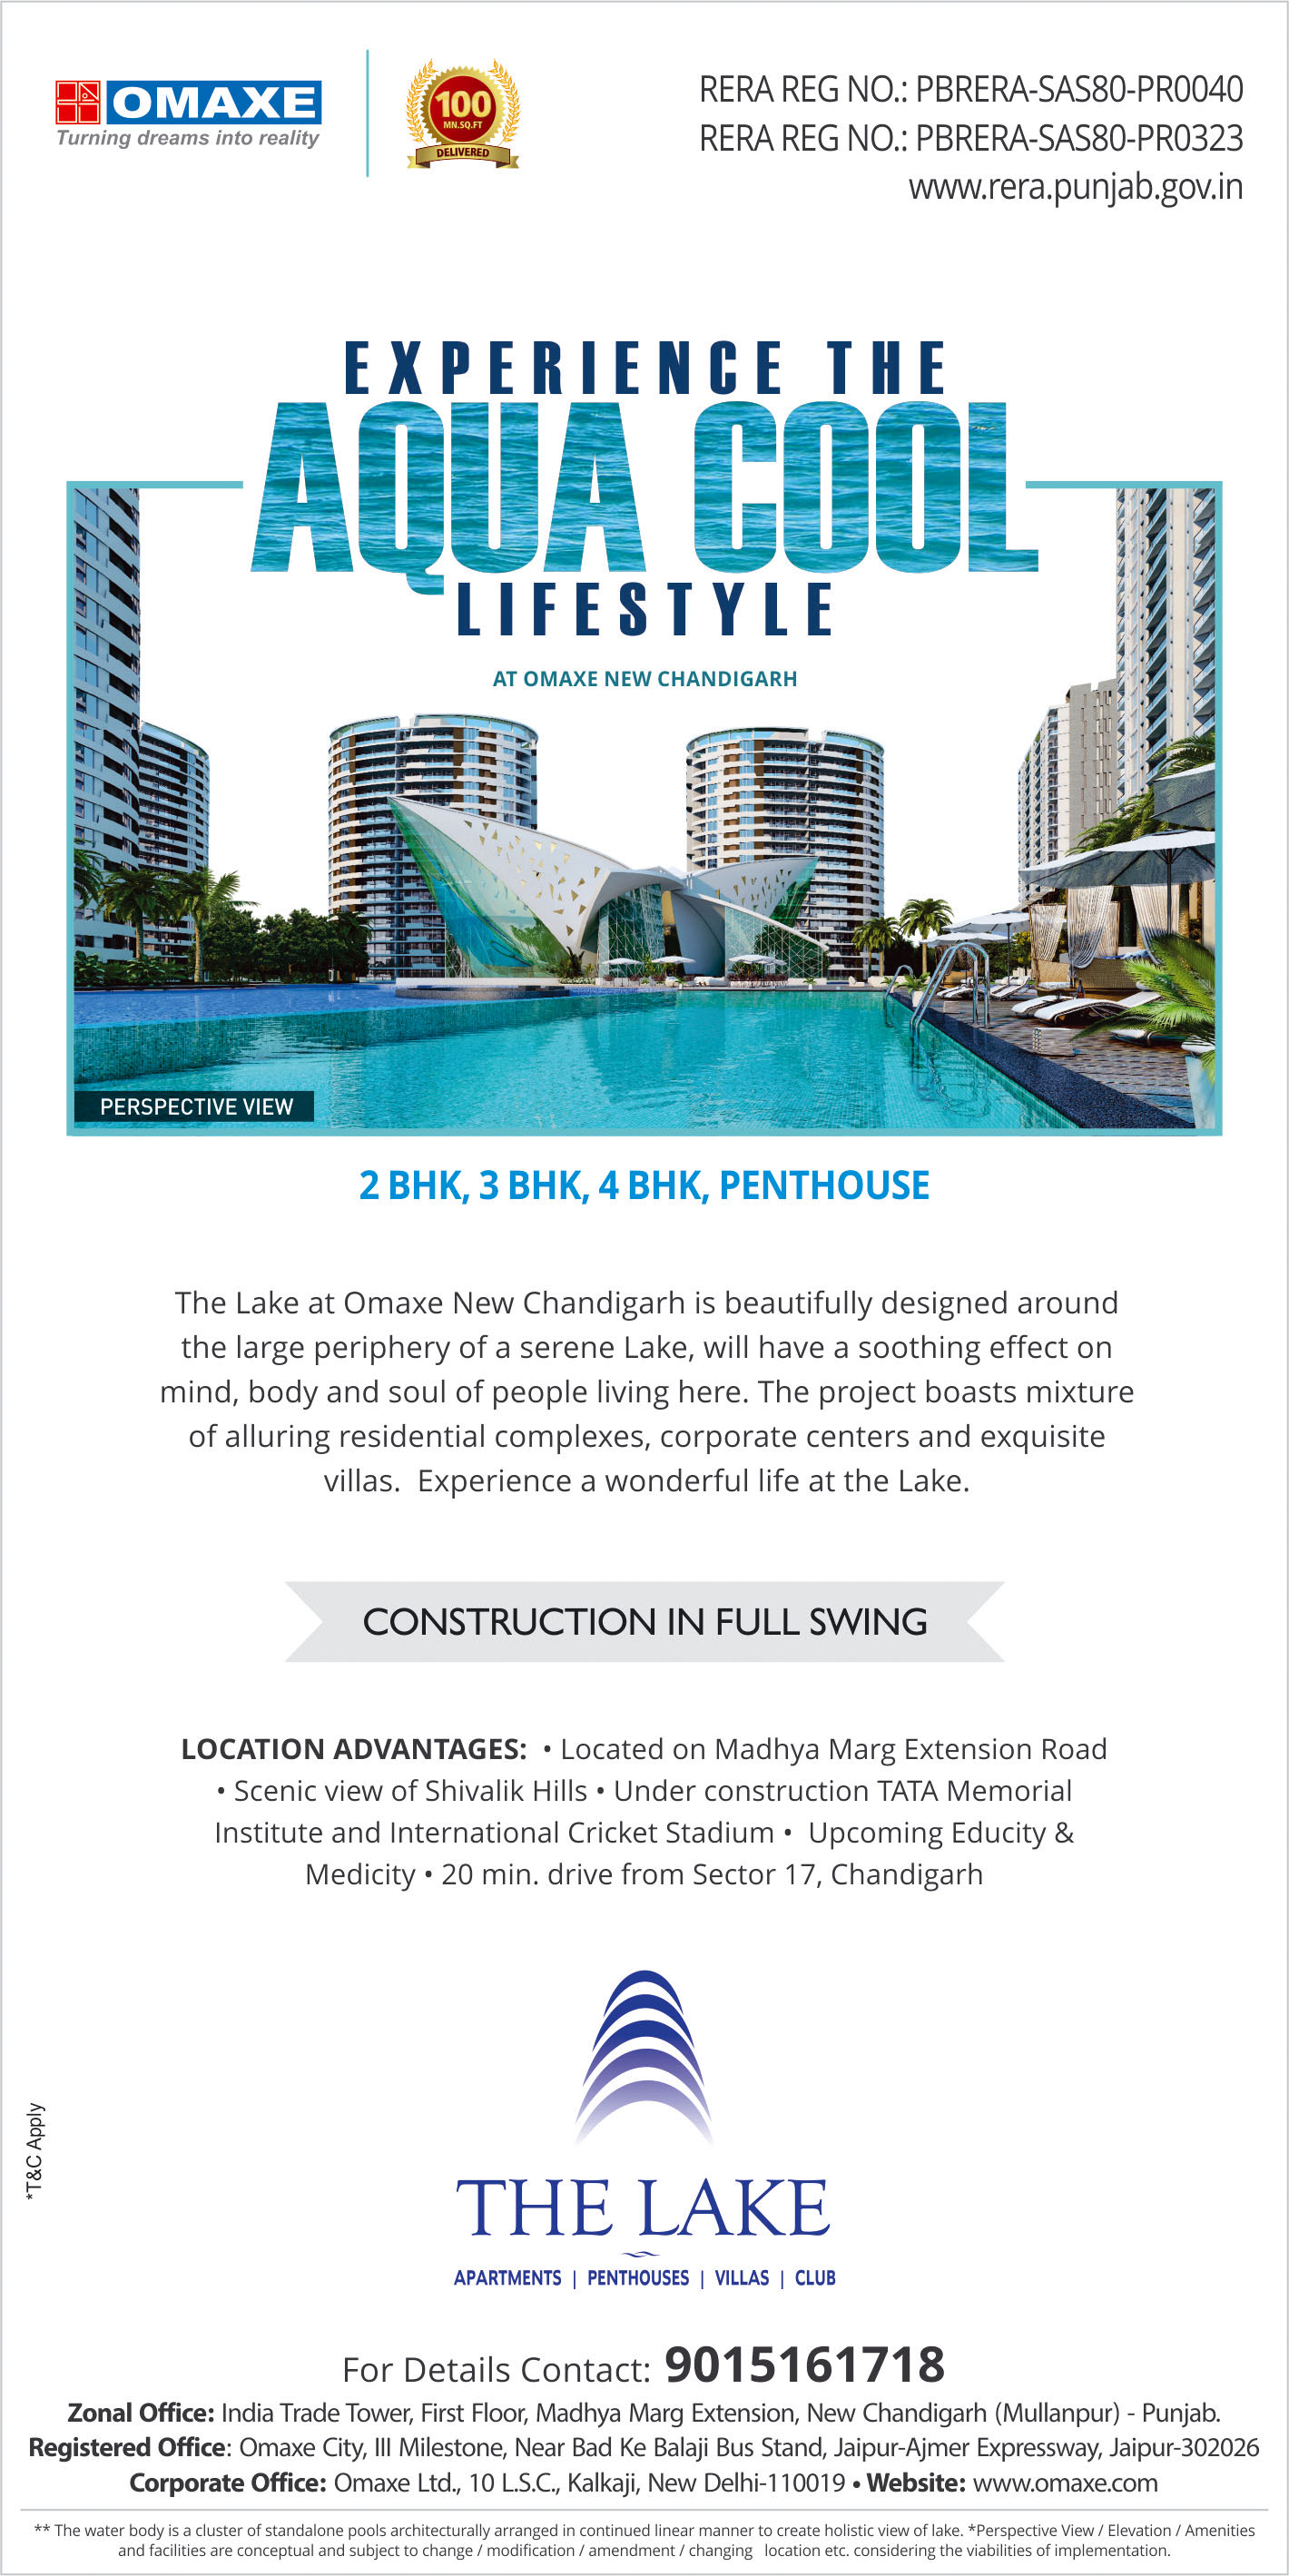 OMAXE
Turning dreams into reality
100
MN.SQ.FT
DELIVERED
RERA REG NO.: PBRERA-SAS80-PR0040
RERA REG NO.: PBRERA-SAS80-PR0323
www.rera.punjab.gov.in
EXPERIENCE THE
AQUA COOL
LIFESTYLE
AT OMAXE NEW CHANDIGARH
PERSPECTIVE VIEW
2 BHK, 3 BHK, 4 BHK, PENTHOUSE
The Lake at Omaxe New Chandigarh is beautifully designed around
the large periphery of a serene Lake, will have a soothing effect on
mind, body and soul of people living here. The project boasts mixture
of alluring residential complexes, corporate centers and exquisite
villas. Experience a wonderful life at the Lake.
CONSTRUCTION IN FULL SWING
LOCATION ADVANTAGES: • Located on Madhya Marg Extension Road
• Scenic view of Shivalik Hills • Under construction TATA Memorial
Institute and International Cricket Stadium • Upcoming Educity &
Medicity • 20 min. drive from Sector 17, Chandigarh
*T&C Apply
THE LAKE
APARTMENTS | PENTHOUSES | VILLAS | CLUB
For Details Contact: 9015161718
Zonal Office: India Trade Tower, First Floor, Madhya Marg Extension, New Chandigarh (Mullanpur) - Punjab.
Registered Office: Omaxe City, III Milestone, Near Bad Ke Balaji Bus Stand, Jaipur-Ajmer Expressway, Jaipur-302026
Corporate Office: Omaxe Ltd., 10 L.S.C., Kalkaji, New Delhi-110019 • Website: www.omaxe.com
** The water body is a cluster of standalone pools architecturally arranged in continued linear manner to create holistic view of lake. *Perspective View / Elevation / Amenities
and facilities are conceptual and subject to change / modification / amendment / changing location etc. considering the viabilities of implementation.